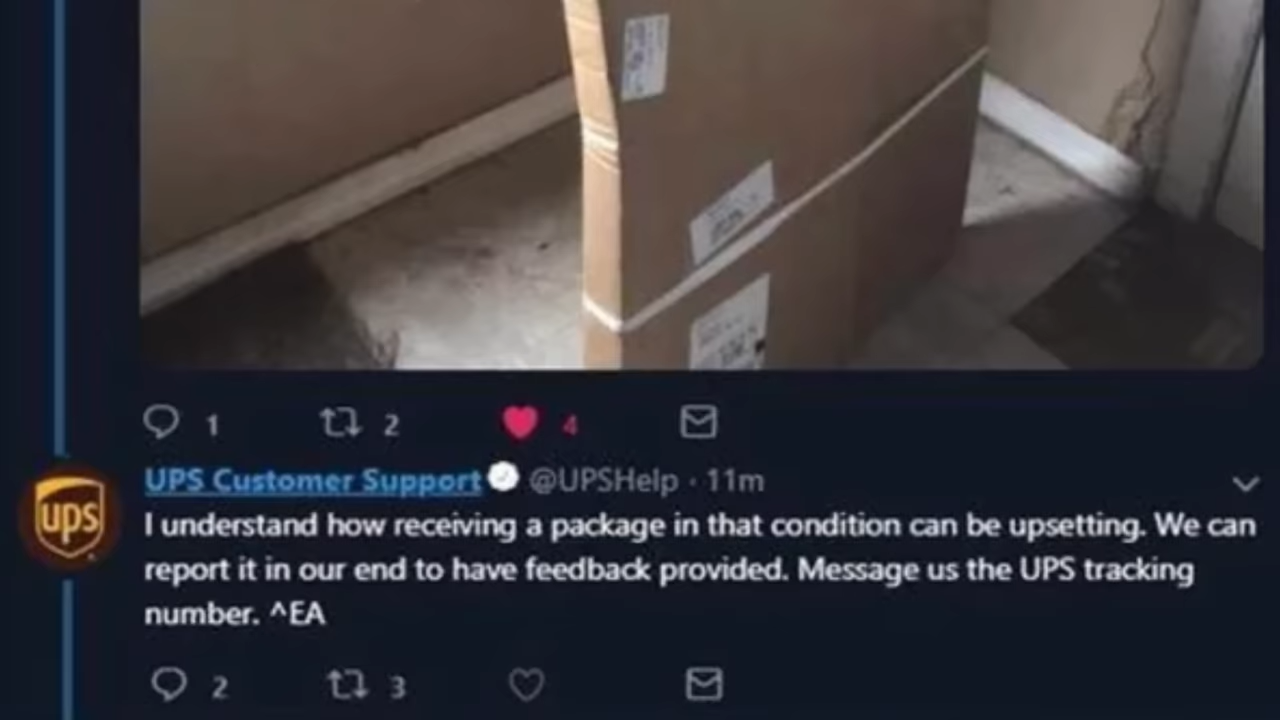 1 2 4
UPS Customer Support @UPSHelp · 11m
ups
I understand how receiving a package in that condition can be upsetting. We can
report it in our end to have feedback provided. Message us the UPS tracking
number. ^EA
2 3